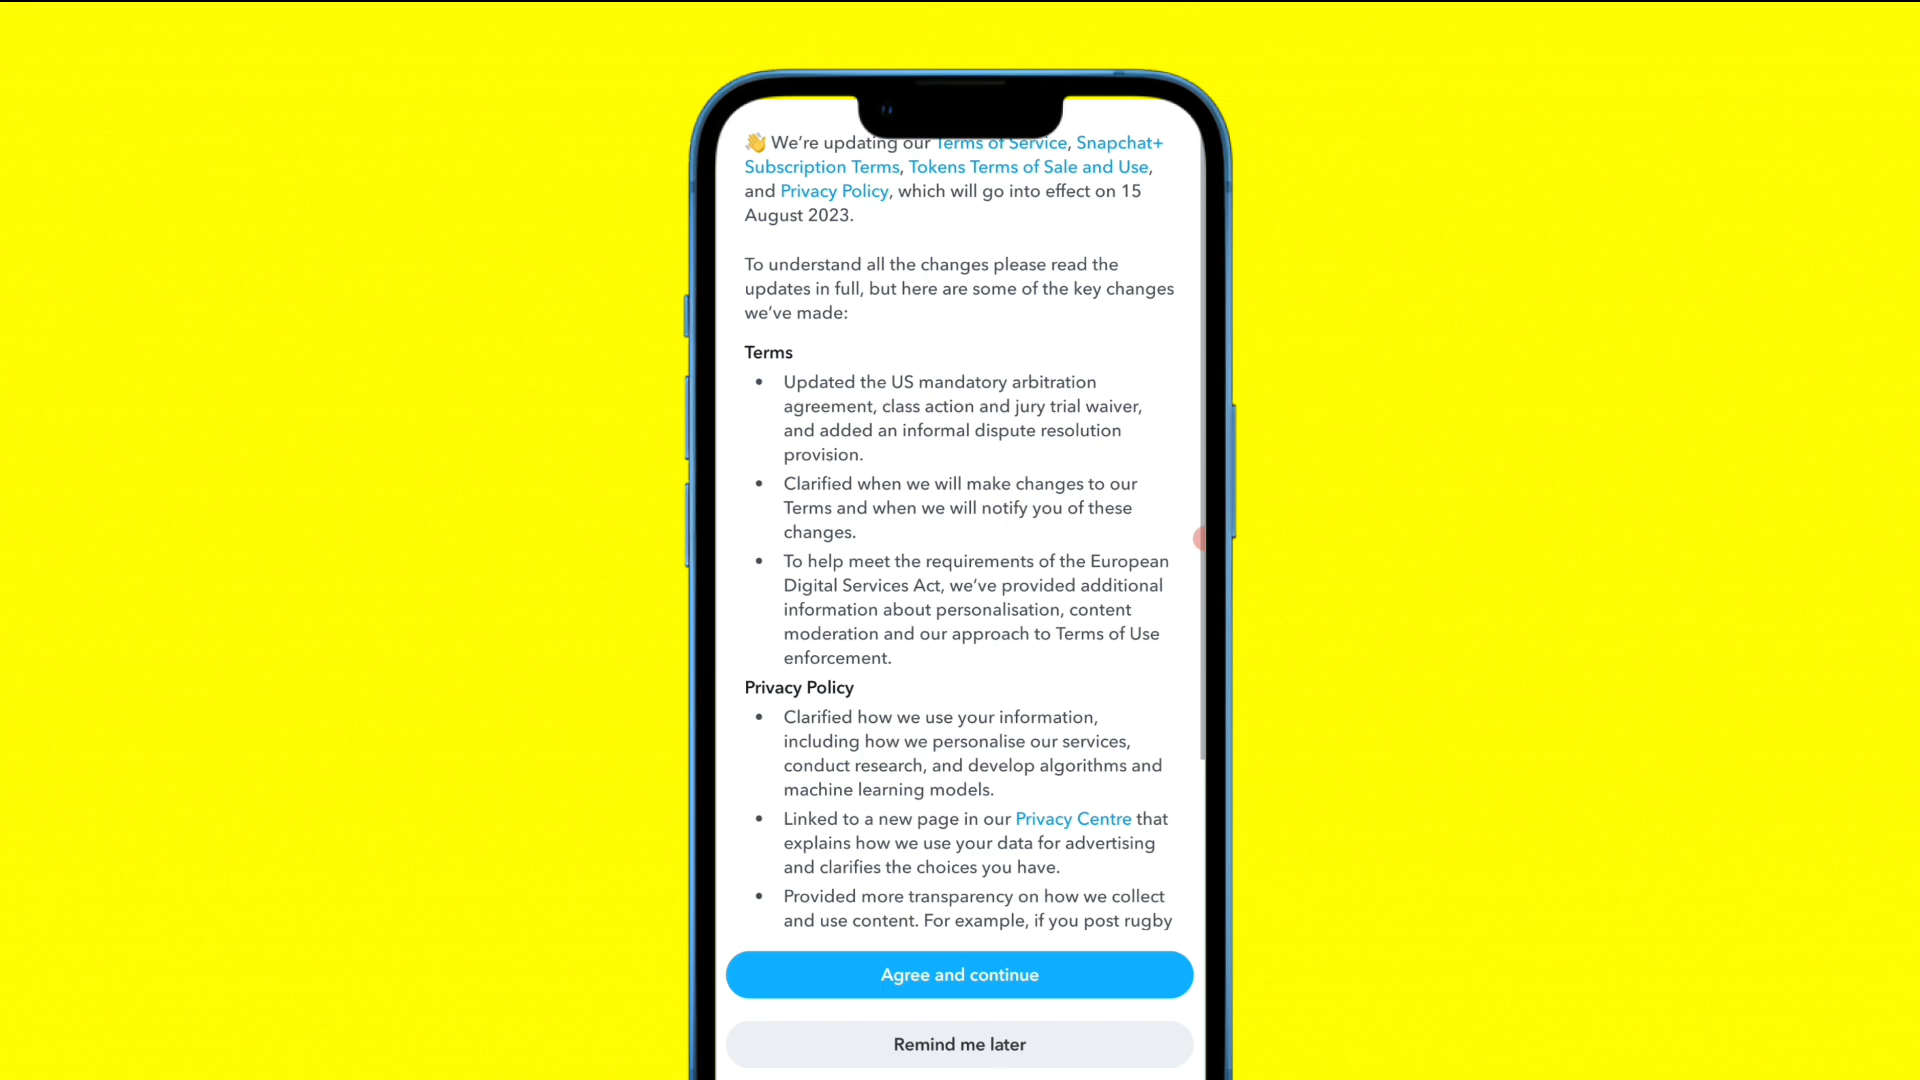 👋 We’re updating our Terms of Service, Snapchat+
Subscription Terms, Tokens Terms of Sale and Use,
and Privacy Policy, which will go into effect on 15
August 2023.
To understand all the changes please read the
updates in full, but here are some of the key changes
we’ve made:
Terms
• Updated the US mandatory arbitration
agreement, class action and jury trial waiver,
and added an informal dispute resolution
provision.
• Clarified when we will make changes to our
Terms and when we will notify you of these
changes.
• To help meet the requirements of the European
Digital Services Act, we’ve provided additional
information about personalisation, content
moderation and our approach to Terms of Use
enforcement.
Privacy Policy
• Clarified how we use your information,
including how we personalise our services,
conduct research, and develop algorithms and
machine learning models.
• Linked to a new page in our Privacy Centre that
explains how we use your data for advertising
and clarifies the choices you have.
• Provided more transparency on how we collect
and use content. For example, if you post rugby
Agree and continue
Remind me later